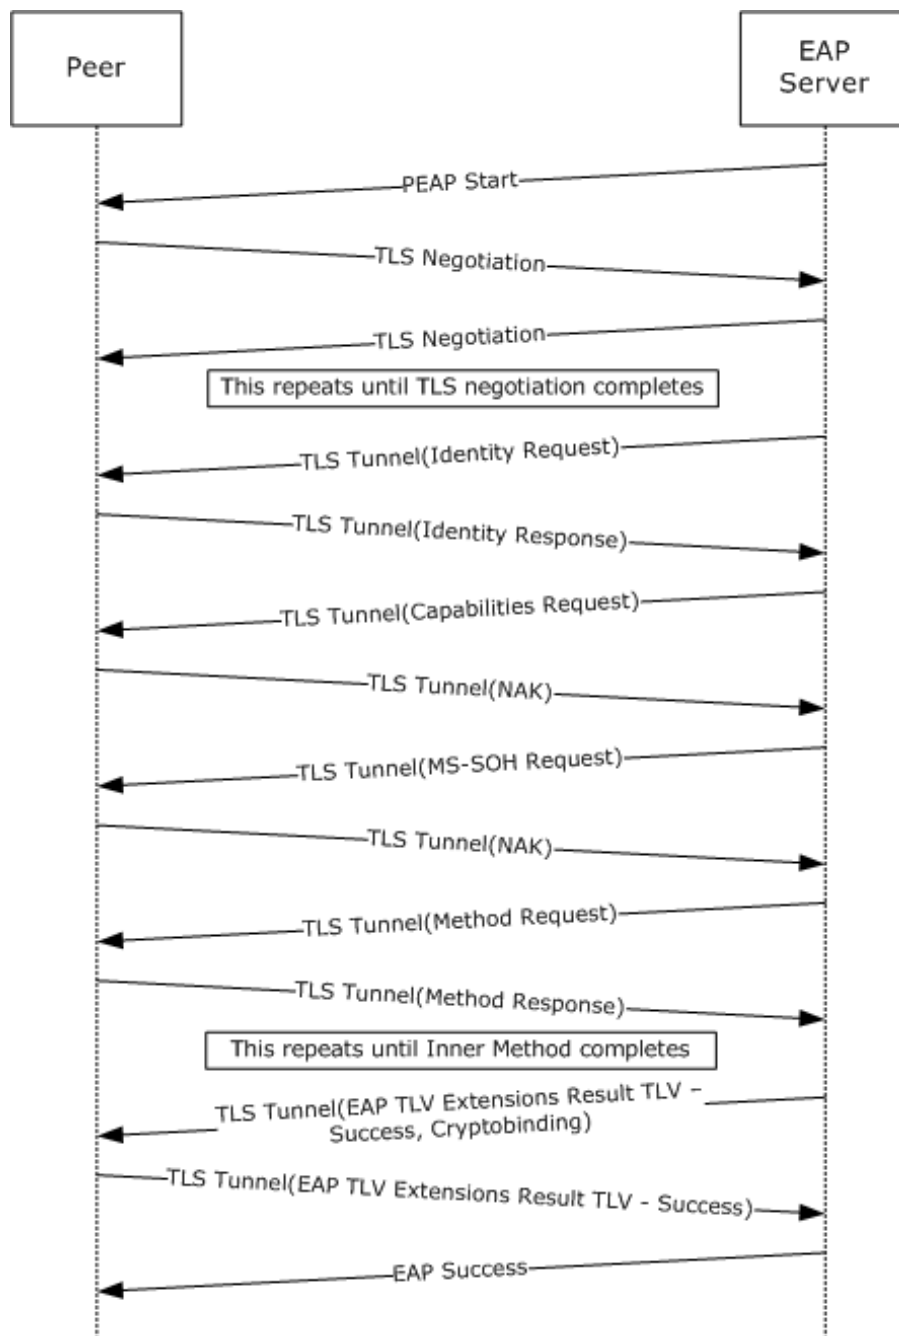 Peer
EAP
Server
PEAP Start
TLS Negotiation
TLS Negotiation
This repeats until TLS negotiation completes
TLS Tunnel(Identity Request)
TLS Tunnel(Identity Response)
TLS Tunnel(Capabilities Request)
TLS Tunnel(NAK)
TLS Tunnel(MS-SOH Request)
TLS Tunnel(NAK)
TLS Tunnel(Method Request)
TLS Tunnel(Method Response)
This repeats until Inner Method completes
TLS Tunnel(EAP TLV Extensions Result TLV –
Success, Cryptobinding)
TLS Tunnel(EAP TLV Extensions Result TLV - Success)
EAP Success